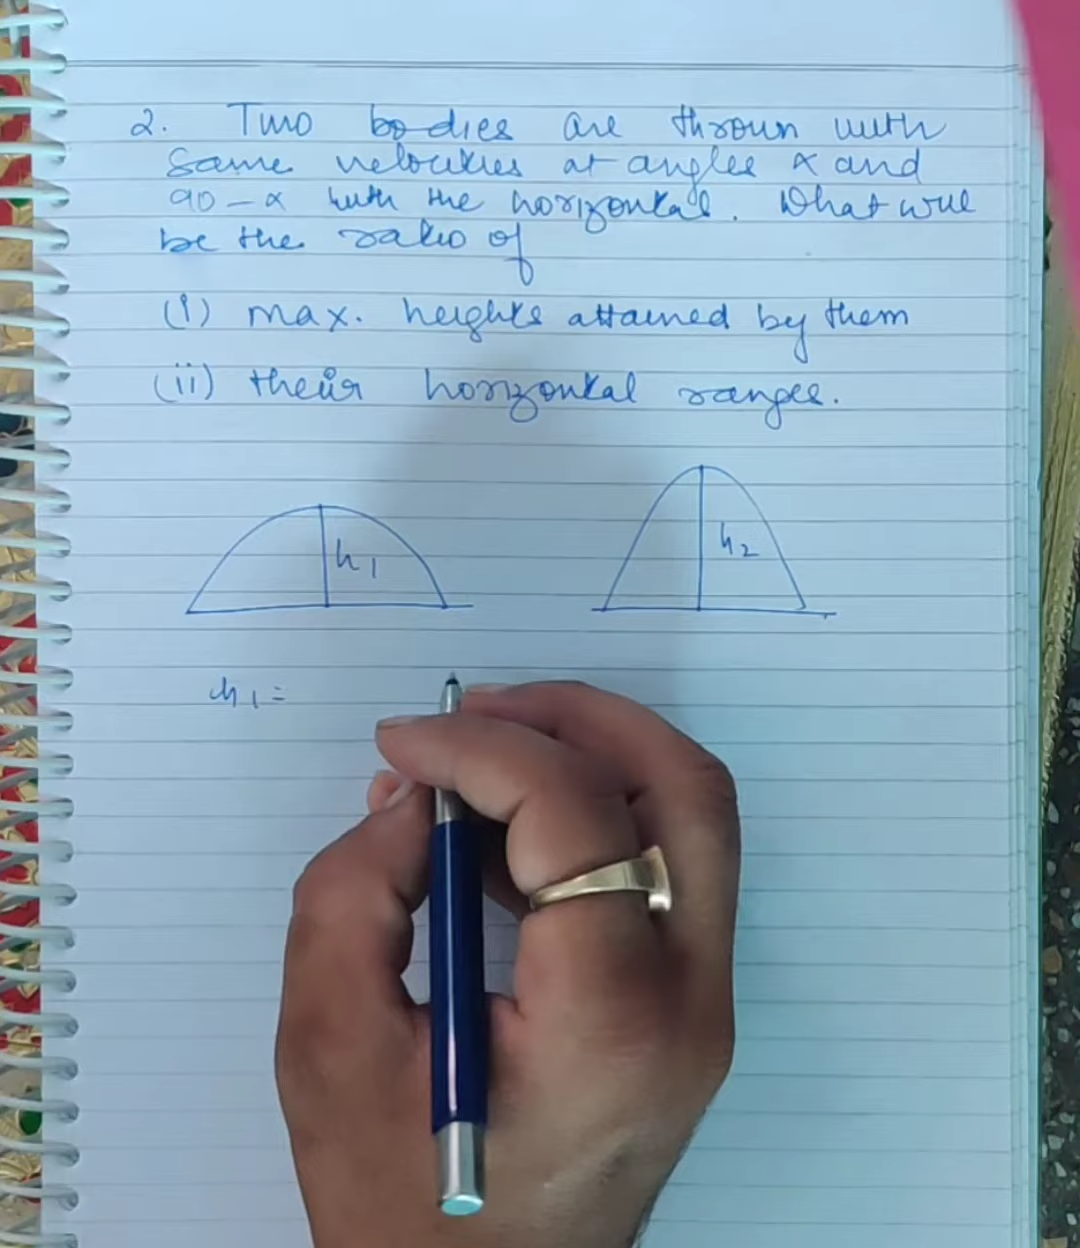 2. Two bodies are thrown with
same velocities at angles α and
90 - α with the horizontal. What will
be the ratio of
(i) max. heights attained by them
(ii) their horizontal ranges.
h1
h2
h1 =